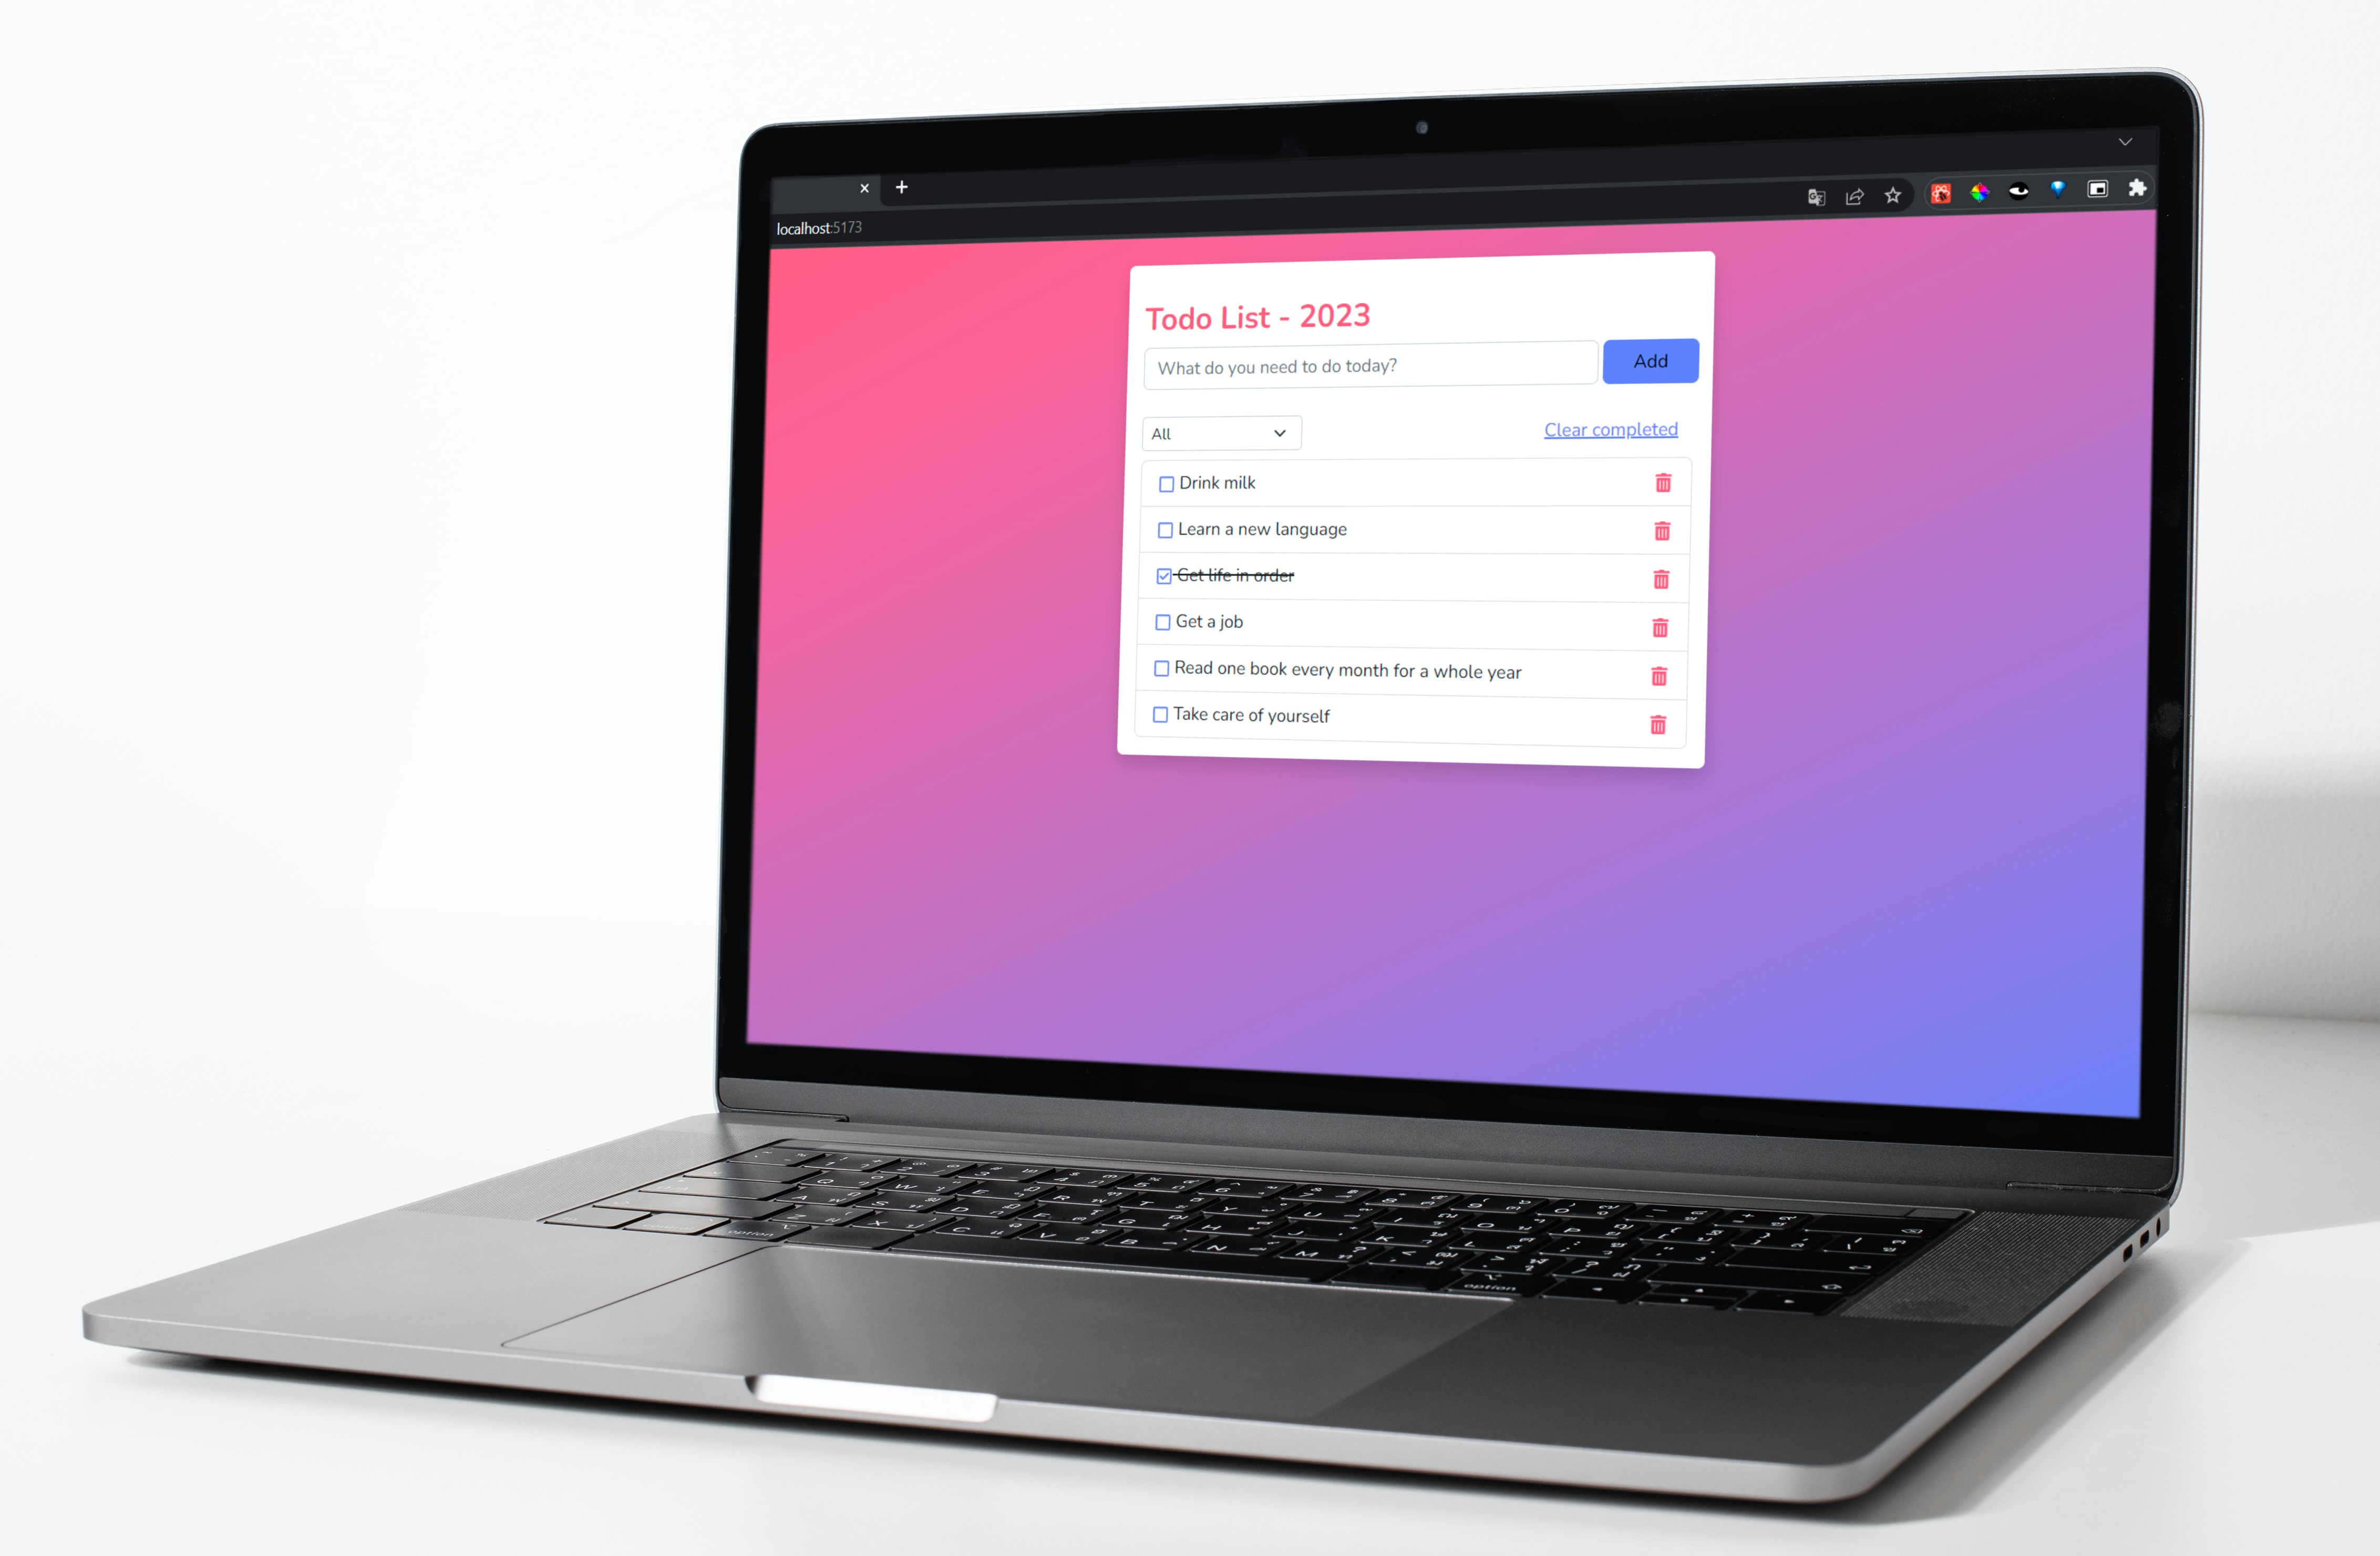 localhost:5173
Todo List - 2023
What do you need to do today?
Add
All
Clear completed
Drink milk
Learn a new language
Get life in order
Get a job
Read one book every month for a whole year
Take care of yourself
Q W E R T Y U I O P
A S D F G H J K L
Z X C V B N M
option
option